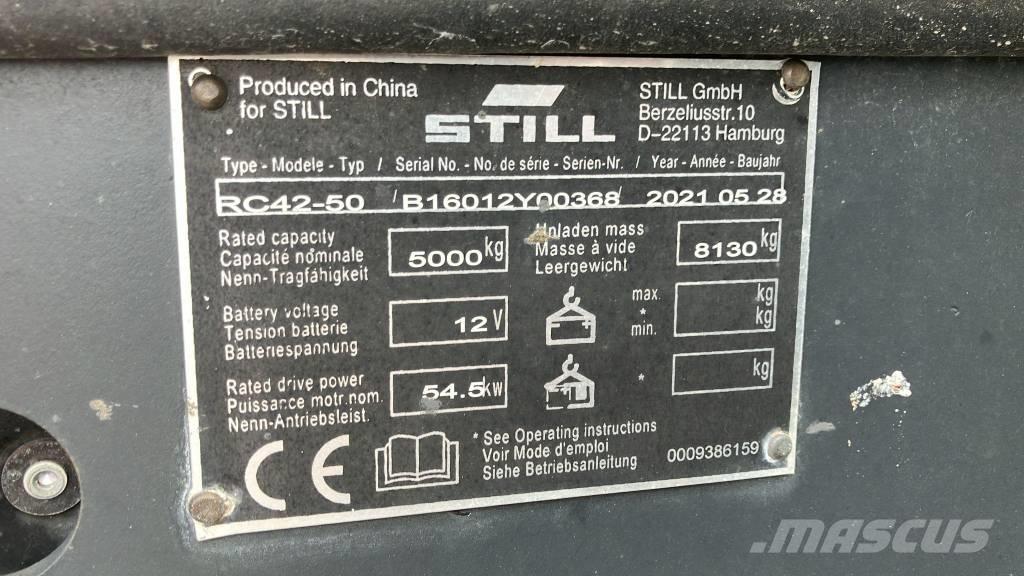 Produced in China
for STILL
STILL
STILL GmbH
Berzeliusstr.10
D-22113 Hamburg
Type - Modele - Typ / Serial No. - No. de série - Serien-Nr. / Year - Année - Baujahr
RC42-50 / B16012Y00368 / 2021 05 28
Rated capacity
Capacité nominale
Nenn-Tragfähigkeit
5000 kg
Unladen mass
Masse à vide
Leergewicht
8130 kg
Battery voltage
Tension batterie
Batteriespannung
12 V
max.
*
min.
kg
kg
Rated drive power
Puissance motr.nom.
Nenn-Antriebsleist.
54.5 kw
*
kg
CE
* See Operating instructions
Voir Mode d'emploi
Siehe Betriebsanleitung
0009386159
MASCUS